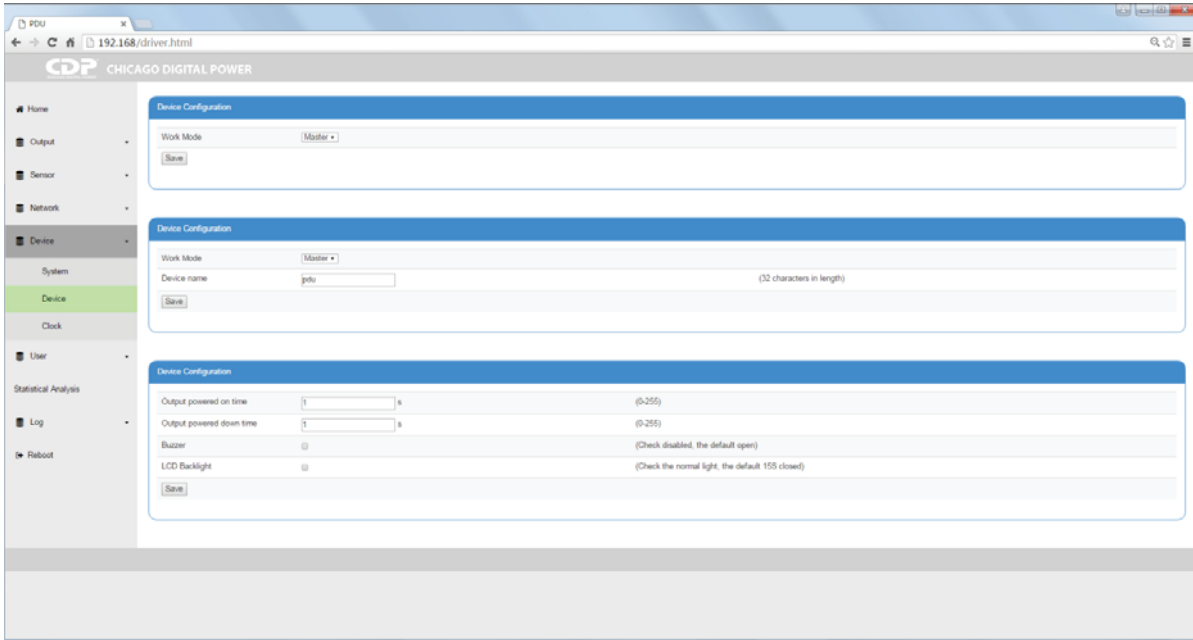 PDU
192.168/driver.html
CDP CHICAGO DIGITAL POWER
Home
Output
Sensor
Network
Device
System
Device
Clock
User
Statistical Analysis
Log
Reboot
Device Configuration
Work Mode Master
Save
Device Configuration
Work Mode Master
Device name pdu (32 characters in length)
Save
Device Configuration
Output powered on time 1 s (0-255)
Output powered down time 1 s (0-255)
Buzzer (Check disabled, the default open)
LCD Backlight (Check the normal light, the default 155 closed)
Save